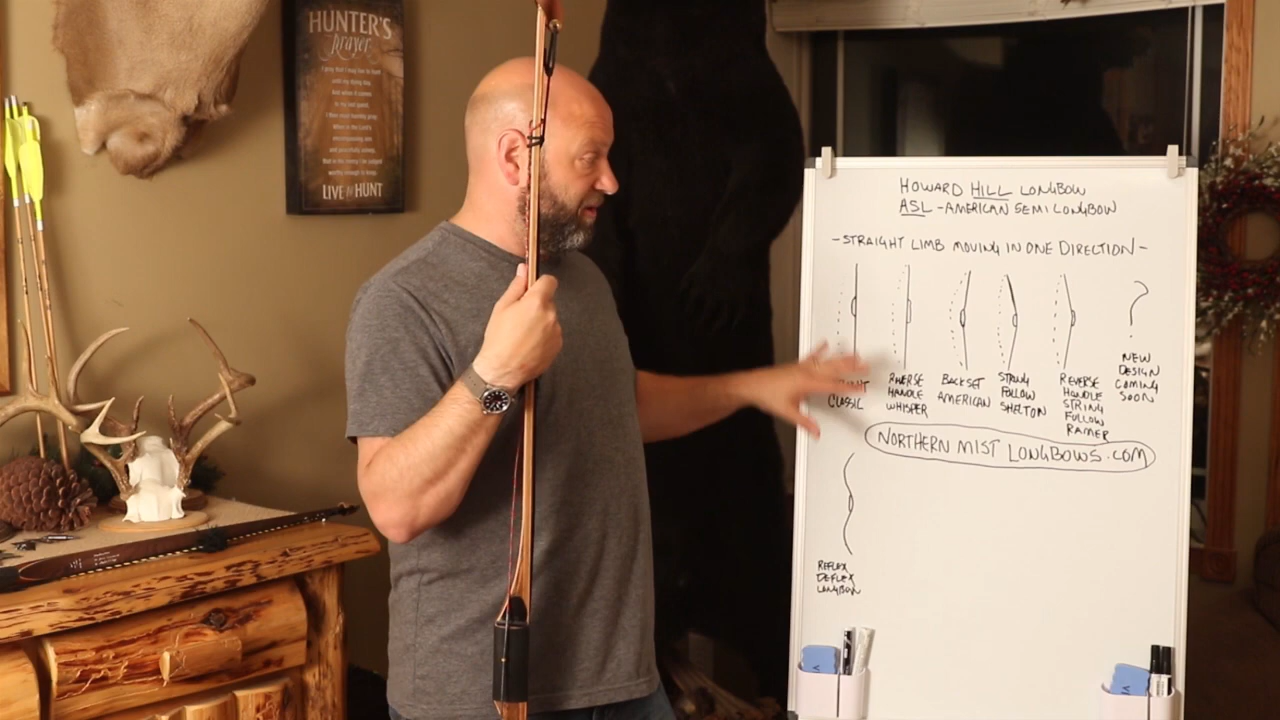 HUNTER'S
Prayer
LIVE to HUNT
HOWARD HILL LONGBOW
ASL - AMERICAN SEMI LONGBOW
- STRAIGHT LIMB MOVING IN ONE DIRECTION -
CLASSIC
REVERSE
HANDLE
WHISPER
BACKSET
AMERICAN
STRING
FOLLOW
SHELTON
REVERSE
HANDLE
STRING
FOLLOW
RAMER
?
NEW
DESIGN
COMING
SOON
NORTHERN MIST LONGBOWS.COM
REFLEX
DEFLEX
LONGBOW